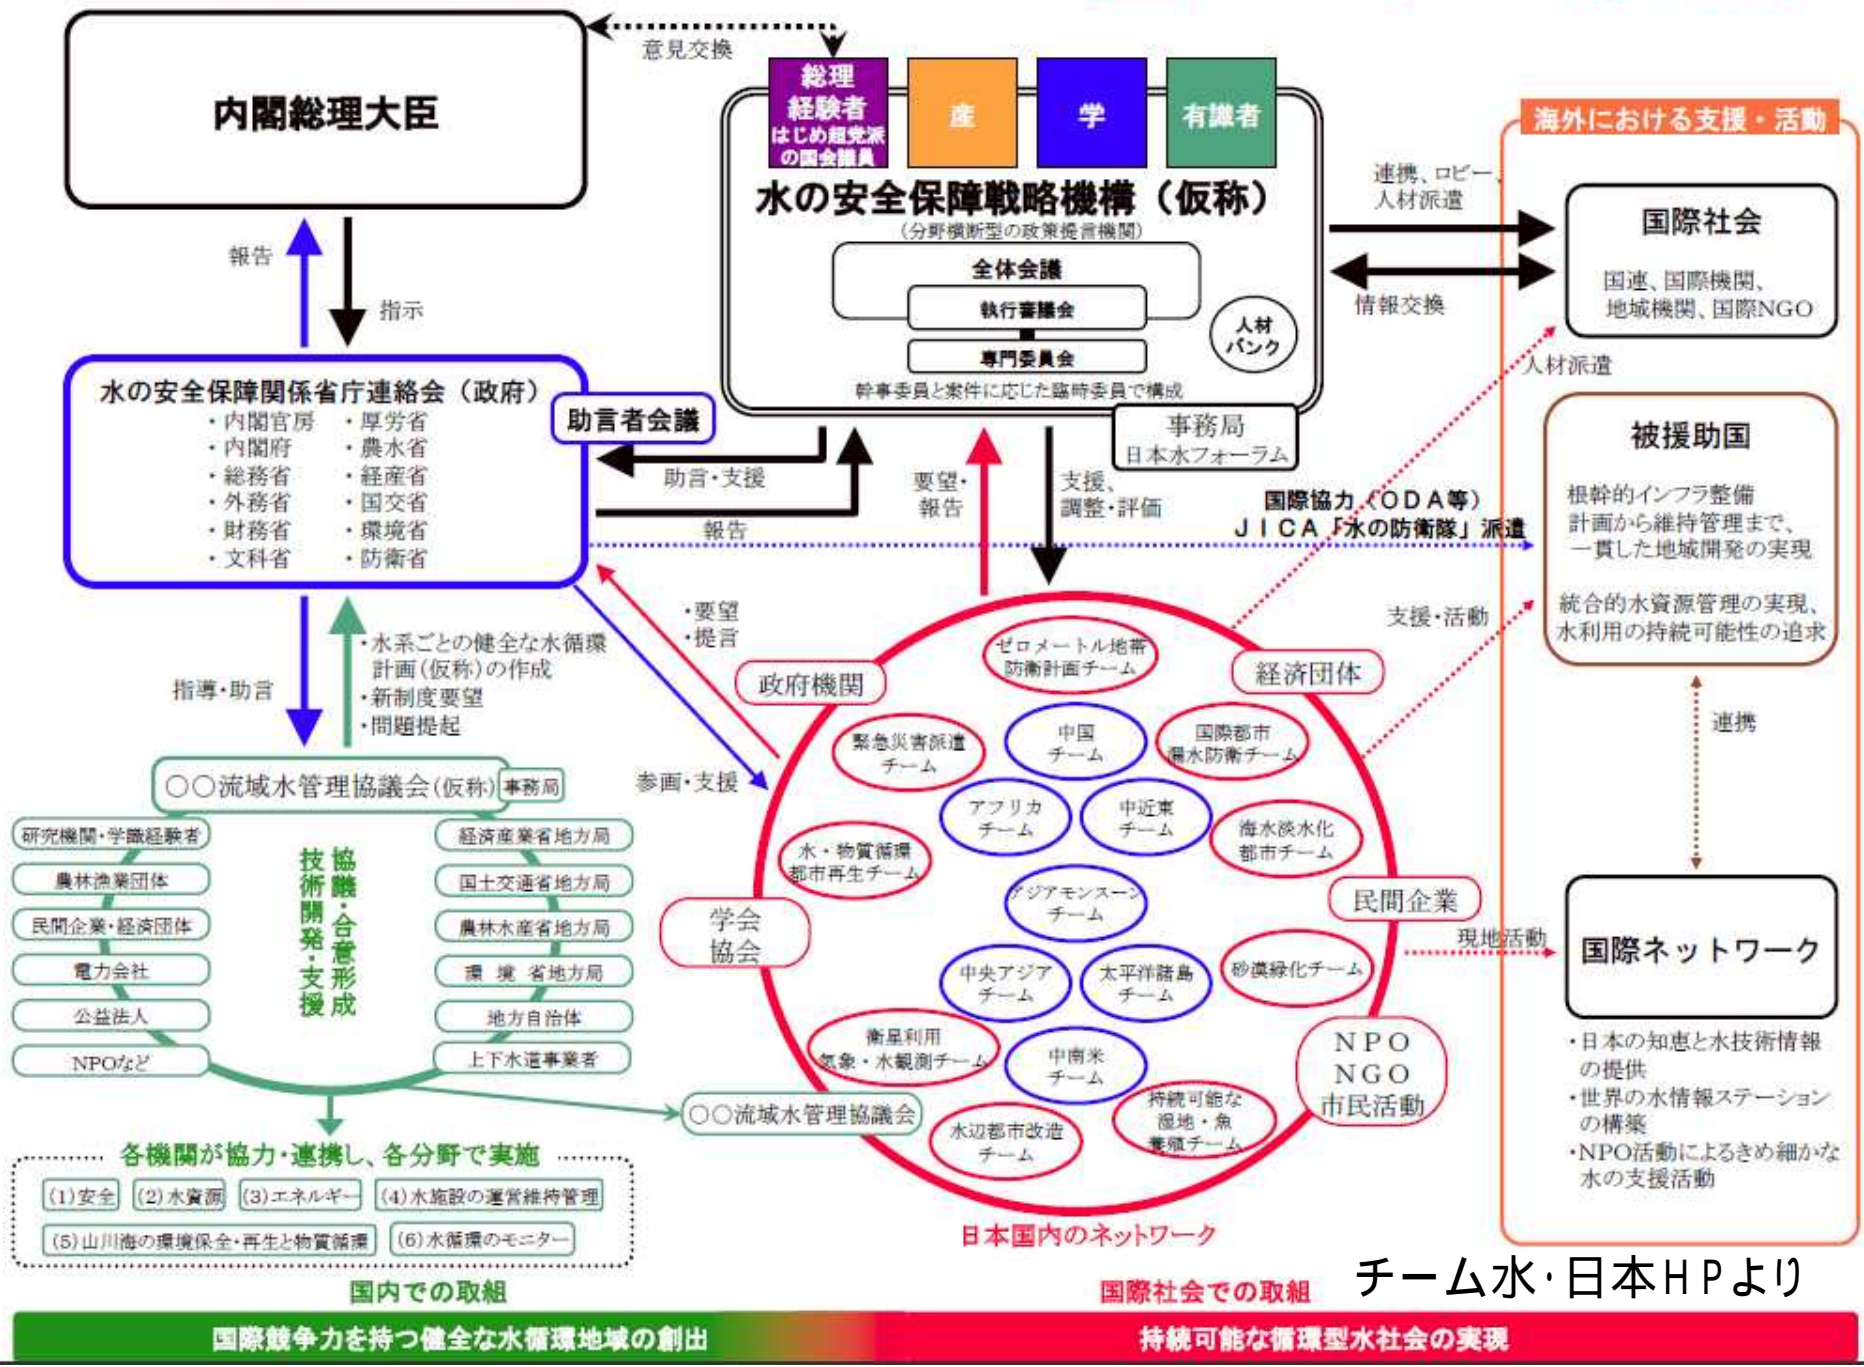 内閣総理大臣
意見交換
総理
経験者
はじめ超党派
の国会議員
産
学
有識者
水の安全保障戦略機構（仮称）
（分野横断型の政策提言機関）
全体会議
執行審議会
専門委員会
人材
バンク
幹事委員と案件に応じた臨時委員で構成
事務局
日本水フォーラム
報告
指示
水の安全保障関係省庁連絡会（政府）
・内閣官房 ・厚労省
・内閣府 ・農水省
・総務省 ・経産省
・外務省 ・国交省
・財務省 ・環境省
・文科省 ・防衛省
助言者会議
助言・支援
報告
要望・
報告
支援、
調整・評価
連携、ロビー、
人材派遣
情報交換
海外における支援・活動
国際社会
国連、国際機関、
地域機関、国際NGO
人材派遣
被援助国
根幹的インフラ整備
計画から維持管理まで、
一貫した地域開発の実現
統合的水資源管理の実現、
水利用の持続可能性の追求
国際協力（ＯＤＡ等）
ＪＩＣＡ「水の防衛隊」派遣
支援・活動
連携
国際ネットワーク
現地活動
・日本の知恵と水技術情報
の提供
・世界の水情報ステーション
の構築
・NPO活動によるきめ細かな
水の支援活動
・要望
・提言
参画・支援
指導・助言
・水系ごとの健全な水循環
計画（仮称）の作成
・新制度要望
・問題提起
〇〇流域水管理協議会（仮称）
事務局
研究機関・学識経験者
農林漁業団体
民間企業・経済団体
電力会社
公益法人
NPOなど
協議・合意形成
技術開発・支援
経済産業省地方局
国土交通省地方局
農林水産省地方局
環 境 省地方局
地方自治体
上下水道事業者
〇〇流域水管理協議会
各機関が協力・連携し、各分野で実施
(1)安全
(2)水資源
(3)エネルギー
(4)水施設の運営維持管理
(5)山川海の環境保全・再生と物質循環
(6)水循環のモニター
政府機関
経済団体
学会
協会
民間企業
ＮＰＯ
ＮＧＯ
市民活動
ゼロメートル地帯
防衛計画チーム
緊急災害派遣
チーム
中国
チーム
国際都市
漏水防衛チーム
アフリカ
チーム
中近東
チーム
水・物質循環
都市再生チーム
海水淡水化
都市チーム
アジアモンスーン
チーム
中央アジア
チーム
太平洋諸島
チーム
砂漠緑化チーム
衛星利用
気象・水観測チーム
中南米
チーム
水辺都市改造
チーム
持続可能な
湿地・魚
養殖チーム
日本国内のネットワーク
チーム水・日本ＨＰより
国内での取組
国際社会での取組
国際競争力を持つ健全な水循環地域の創出
持続可能な循環型水社会の実現